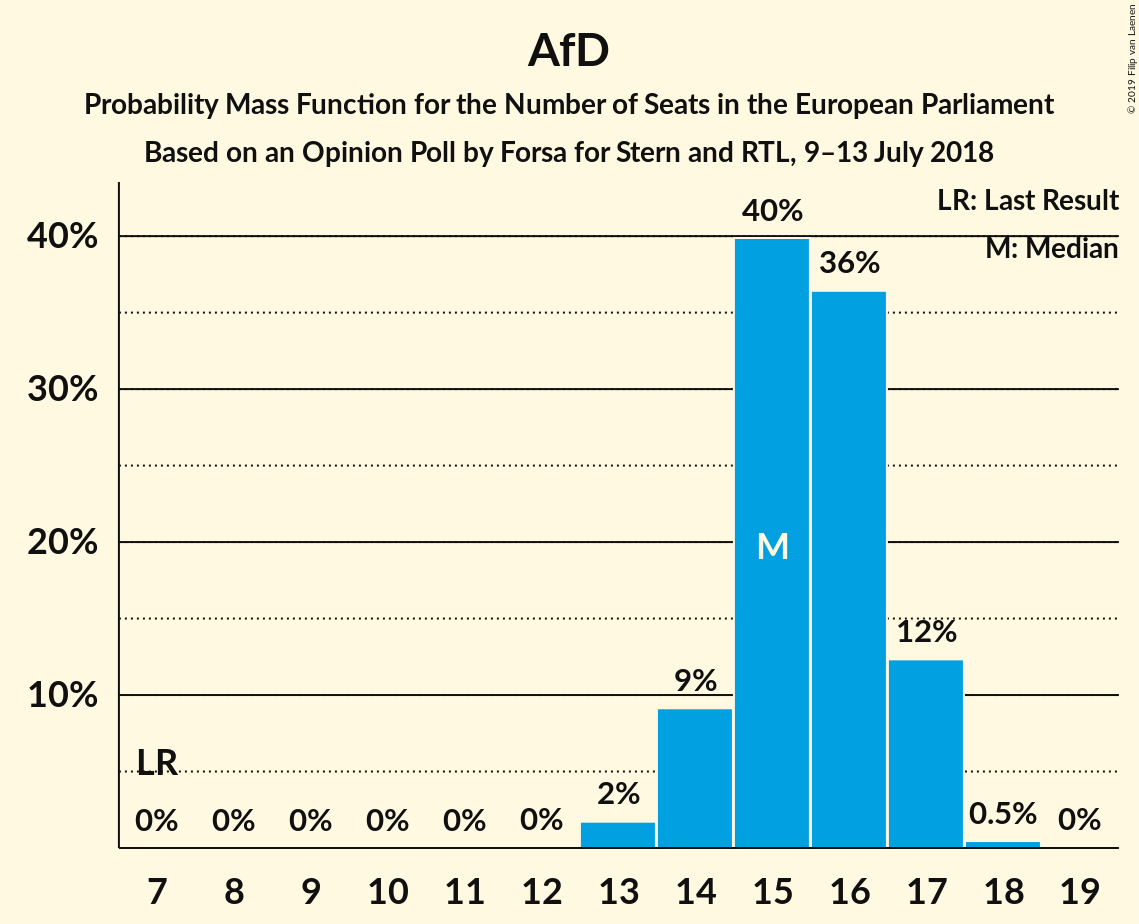 AfD
Probability Mass Function for the Number of Seats in the European Parliament
Based on an Opinion Poll by Forsa for Stern and RTL, 9–13 July 2018
© 2019 Filip van Laenen
LR: Last Result
M: Median
40%
30%
20%
10%
LR
0%
0%
0%
0%
0%
0%
2%
9%
40%
M
36%
12%
0.5%
0%
7 8 9 10 11 12 13 14 15 16 17 18 19